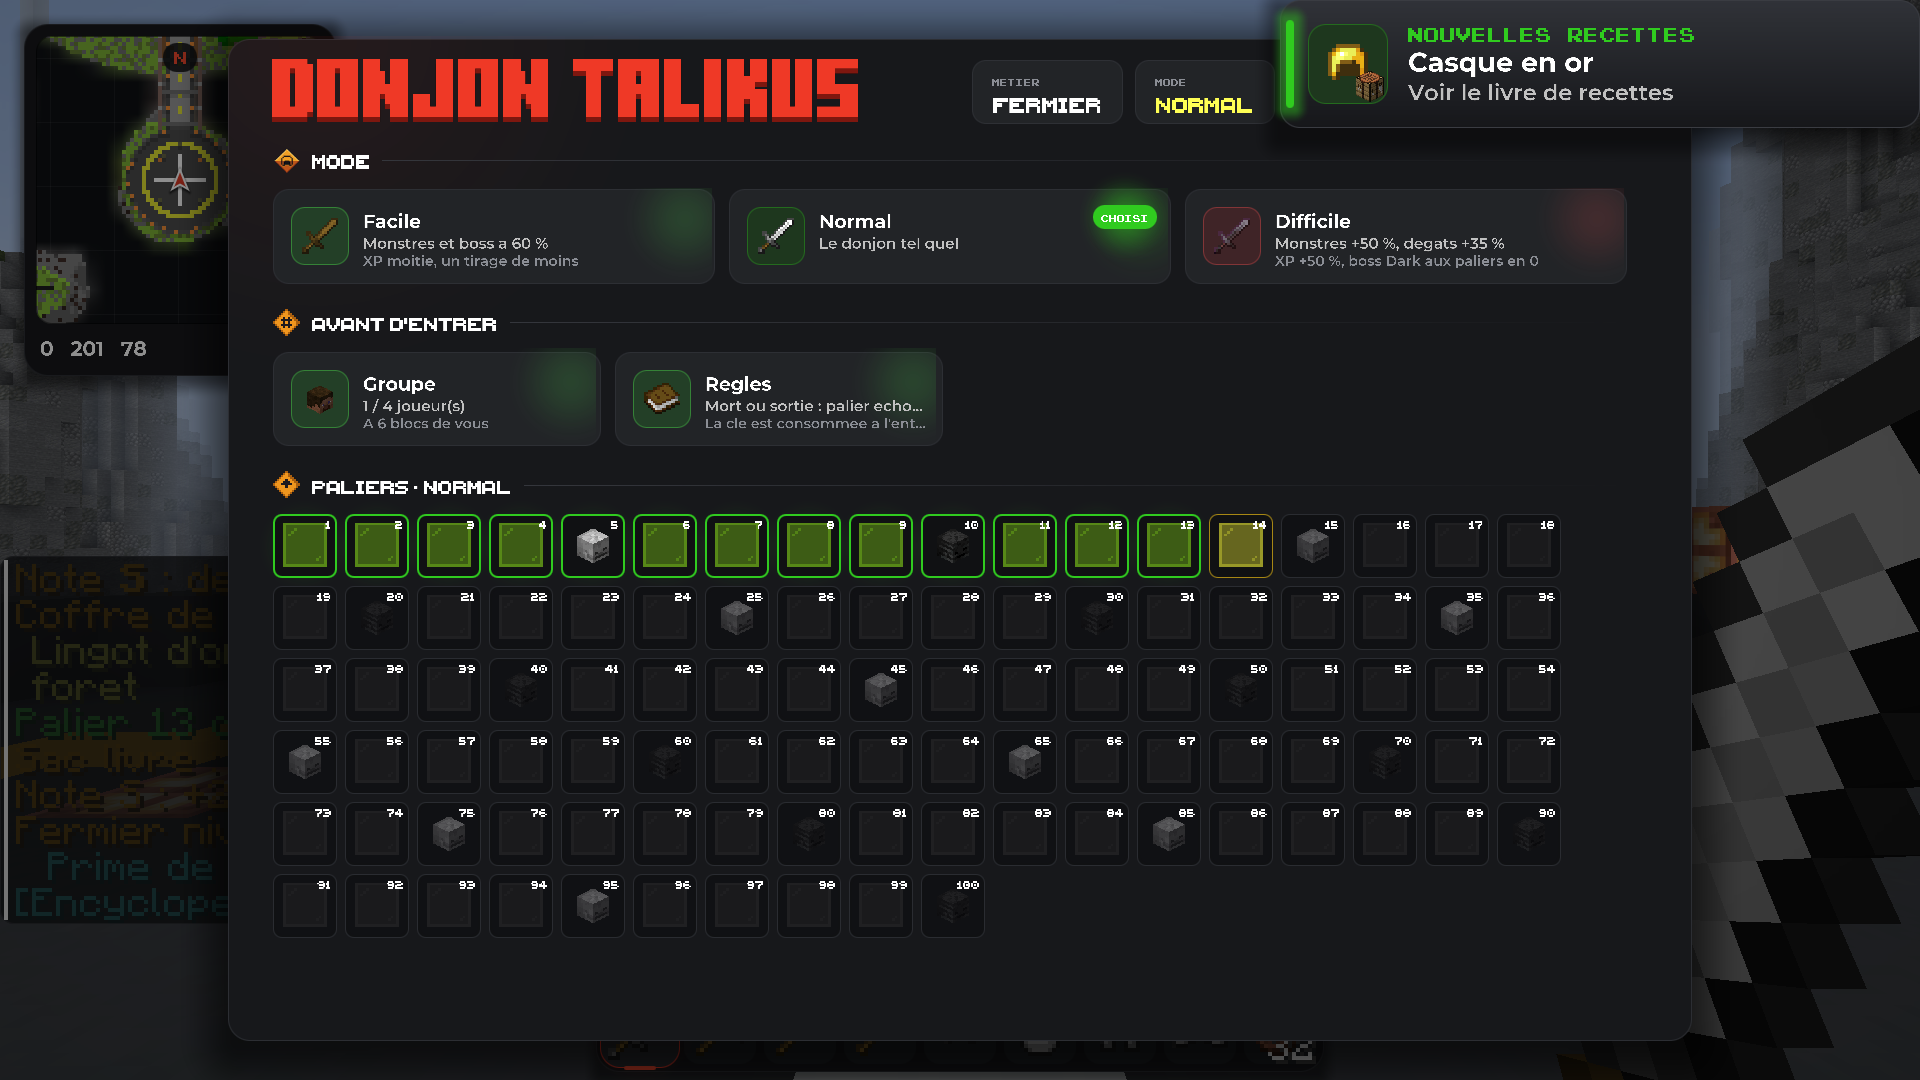 N
0 201 78
DONJON TALIKUS
METIER
FERMIER
MODE
NORMAL
NOUVELLES RECETTES
Casque en or
Voir le livre de recettes
MODE
Facile
Monstres et boss a 60 %
XP moitie, un tirage de moins
Normal
Le donjon tel quel
CHOISI
Difficile
Monstres +50 %, degats +35 %
XP +50 %, boss Dark aux paliers en 0
AVANT D'ENTRER
Groupe
1 / 4 joueur(s)
A 6 blocs de vous
Regles
Mort ou sortie : palier echo...
La cle est consommee a l'ent...
PALIERS · NORMAL
1 2 3 4 5 6 7 8 9 10 11 12 13 14 15 16 17 18
19 20 21 22 23 24 25 26 27 28 29 30 31 32 33 34 35 36
37 38 39 40 41 42 43 44 45 46 47 48 49 50 51 52 53 54
55 56 57 58 59 60 61 62 63 64 65 66 67 68 69 70 71 72
73 74 75 76 77 78 79 80 81 82 83 84 85 86 87 88 89 90
91 92 93 94 95 96 97 98 99 100
Note 5 : de
Coffre de
Lingot d'o
foret
Palier 13
Sac livre
Note 5 : +2
Fermier niv
Prime de
[Encyclope
32